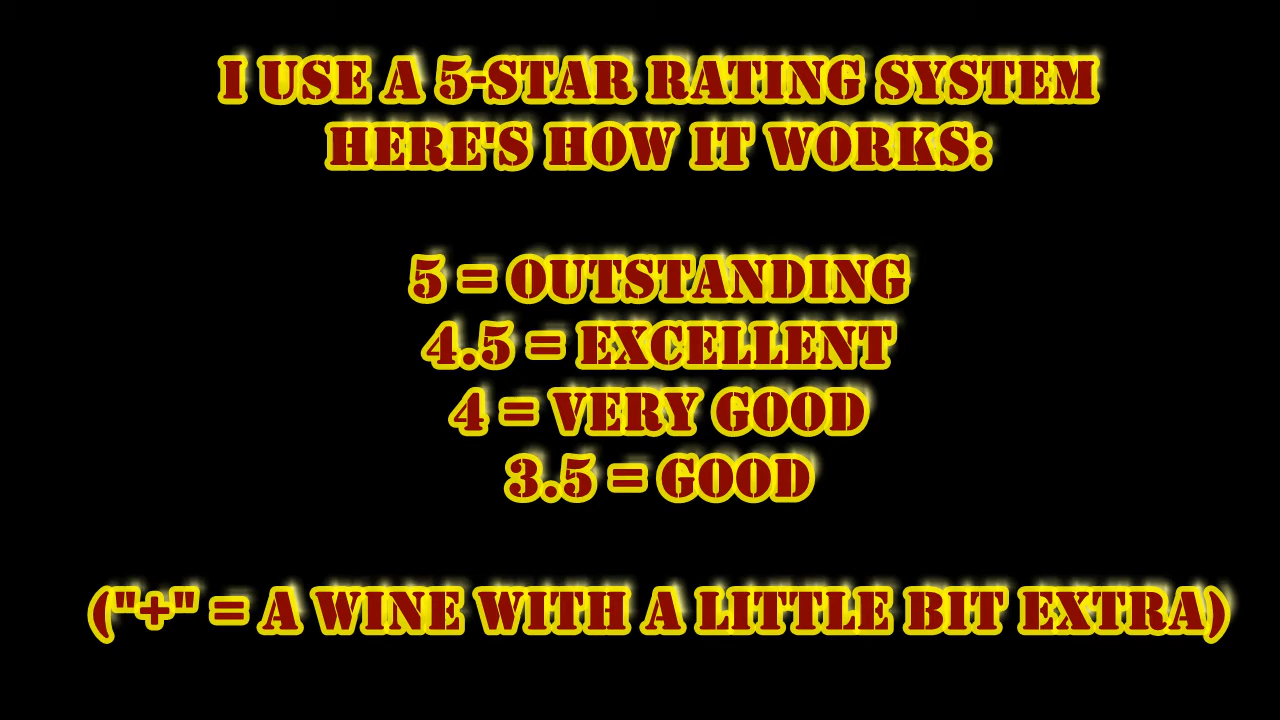 I USE A 5-STAR RATING SYSTEM
HERE'S HOW IT WORKS:
5 = OUTSTANDING
4.5 = EXCELLENT
4 = VERY GOOD
3.5 = GOOD
("+" = A WINE WITH A LITTLE BIT EXTRA)